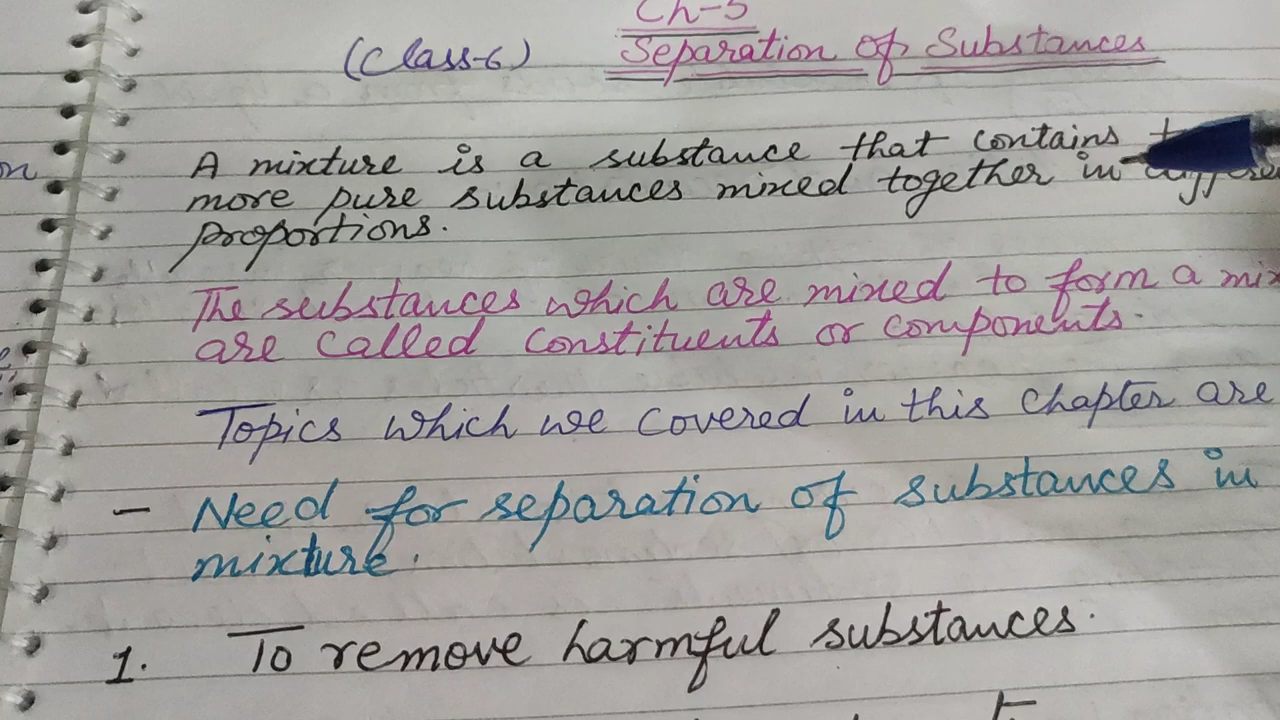 Ch-5
(Class-6) Separation of Substances
A mixture is a substance that contains
more pure substances mixed together in
proportions.
The substances which are mixed to form a mix
are called constituents or components.
Topics which we covered in this chapter are
- Need for separation of substances in
mixture.
1. To remove harmful substances.